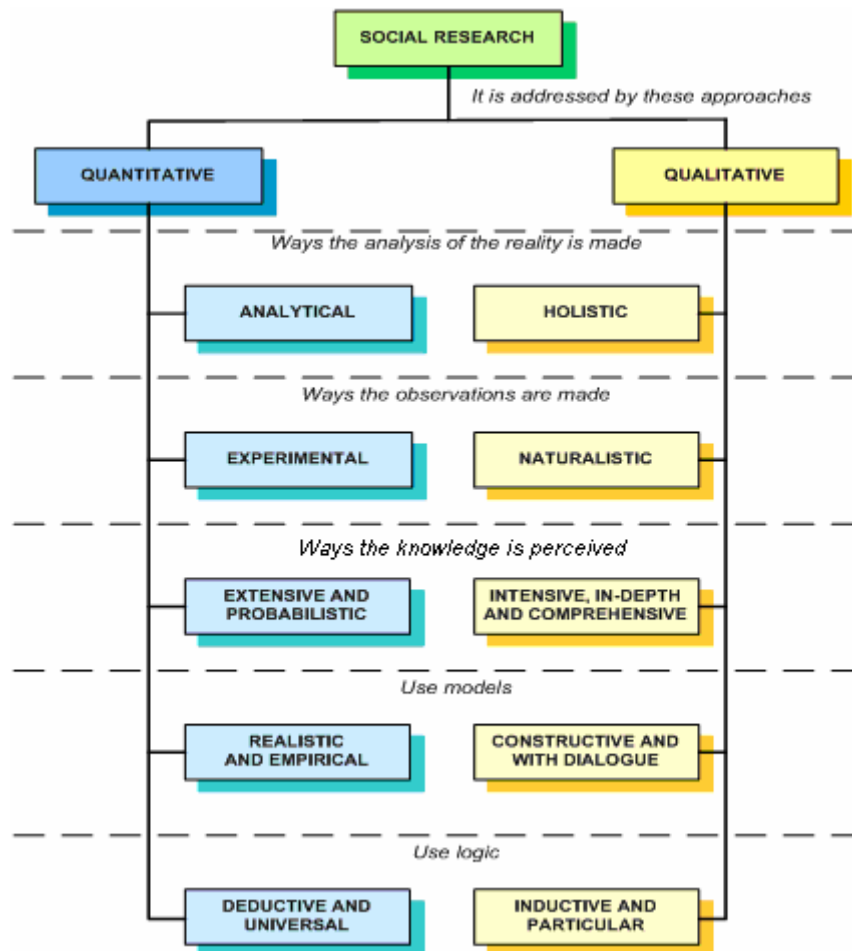 SOCIAL RESEARCH
It is addressed by these approaches
QUANTITATIVE
QUALITATIVE
Ways the analysis of the reality is made
ANALYTICAL
HOLISTIC
Ways the observations are made
EXPERIMENTAL
NATURALISTIC
Ways the knowledge is perceived
EXTENSIVE AND
PROBABILISTIC
INTENSIVE, IN-DEPTH
AND COMPREHENSIVE
Use models
REALISTIC
AND EMPIRICAL
CONSTRUCTIVE AND
WITH DIALOGUE
Use logic
DEDUCTIVE AND
UNIVERSAL
INDUCTIVE AND
PARTICULAR